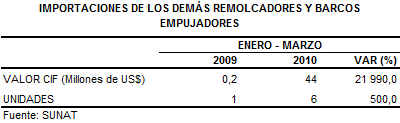 IMPORTACIONES DE LOS DEMÁS REMOLCADORES Y BARCOS
EMPUJADORES
ENERO - MARZO
2009 2010 VAR (%)
VALOR CIF (Millones de US$) 0,2 44 21 990,0
UNIDADES 1 6 500,0
Fuente: SUNAT